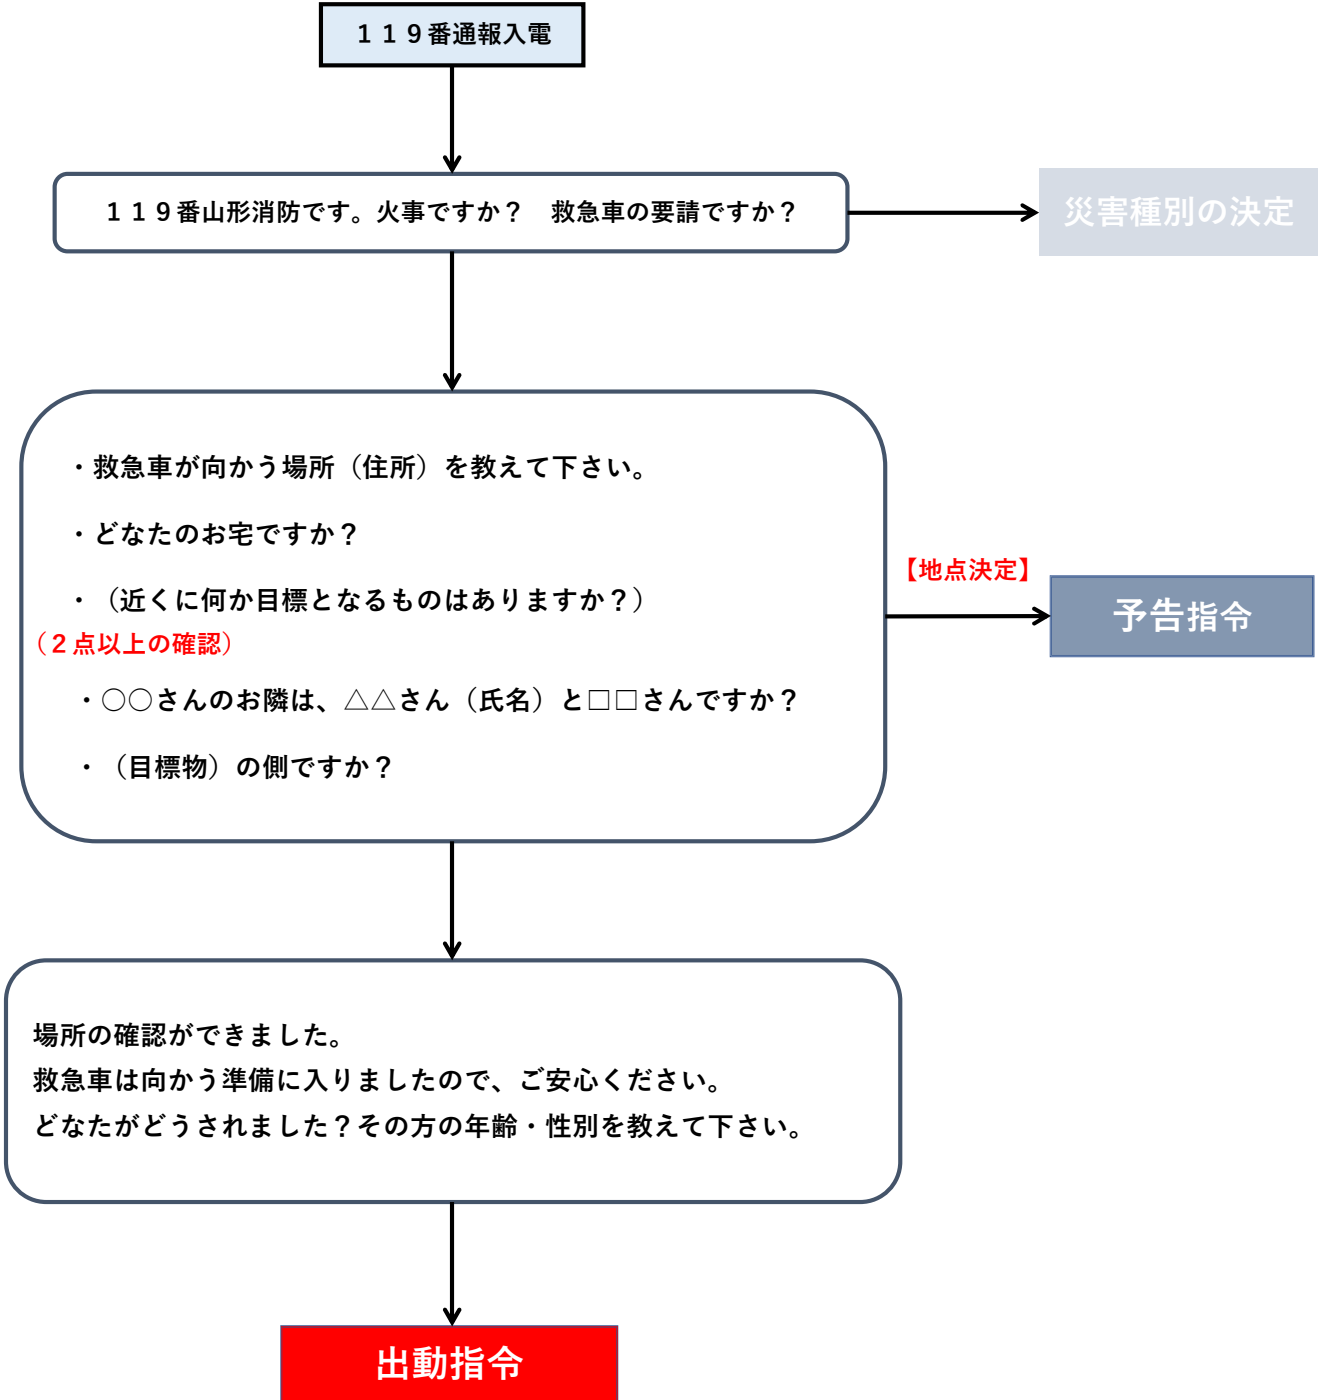 １１９番通報入電
１１９番山形消防です。火事ですか？　救急車の要請ですか？
災害種別の決定
・救急車が向かう場所（住所）を教えて下さい。
・どなたのお宅ですか？
・（近くに何か目標となるものはありますか？）
（２点以上の確認）
・○○さんのお隣は、△△さん（氏名）と□□さんですか？
・（目標物）の側ですか？
【地点決定】
予告指令
場所の確認ができました。
救急車は向かう準備に入りましたので、ご安心ください。
どなたがどうされました？その方の年齢・性別を教えて下さい。
出動指令